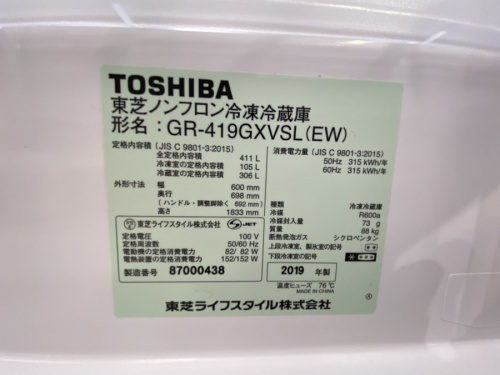 TOSHIBA
東芝ノンフロン冷凍冷蔵庫
形名：GR-419GXVSL(EW)
定格内容積（JIS C 9801-3:2015）
全定格内容積 411 L
冷凍室の定格内容積 105 L
冷蔵室の定格内容積 306 L
外形寸法 幅 600 mm
奥行 698 mm
（ハンドル・調整脚除く 692 mm）
高さ 1833 mm
消費電力量（JIS C 9801-3:2015）
50Hz 315 kWh/年
60Hz 315 kWh/年
種類 冷凍冷蔵庫
冷媒 R600a
冷媒封入量 73 g
質量 88 kg
断熱発泡ガス シクロペンタン
上段冷凍室、製氷室の記号
下段冷凍室の記号
東芝ライフスタイル株式会社 JET
定格電圧 100 V
定格周波数 50/60 Hz
電動機の定格消費電力 82/ 82 W
電熱装置の定格消費電力 152/152 W
製造番号 87000438
2019 年製
温度ヒューズ 76℃
MADE IN CHINA
東芝ライフスタイル株式会社
Ⓐ